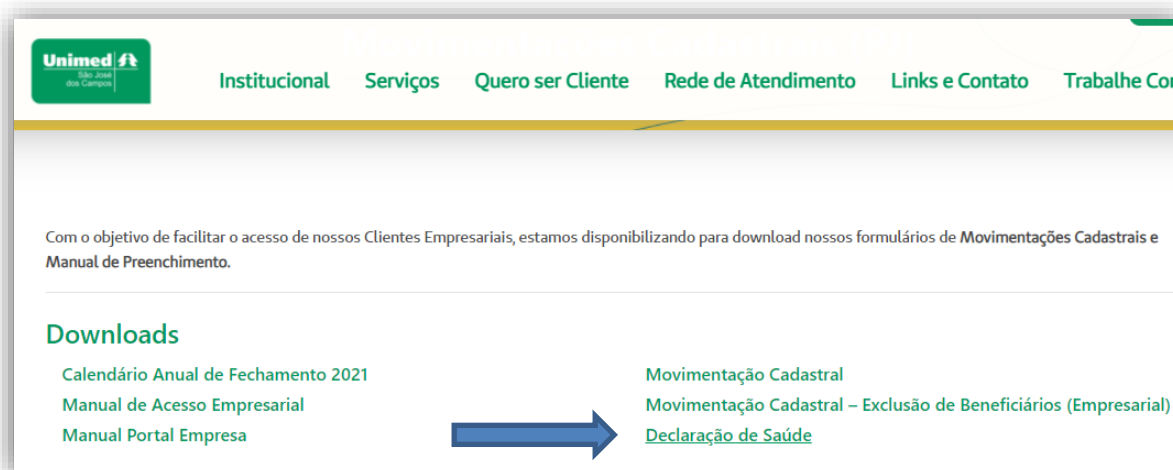 Unimed
São José
dos Campos
Institucional Serviços Quero ser Cliente Rede de Atendimento Links e Contato Trabalhe Con
Com o objetivo de facilitar o acesso de nossos Clientes Empresariais, estamos disponibilizando para download nossos formulários de Movimentações Cadastrais e
Manual de Preenchimento.
Downloads
Calendário Anual de Fechamento 2021
Manual de Acesso Empresarial
Manual Portal Empresa
Movimentação Cadastral
Movimentação Cadastral – Exclusão de Beneficiários (Empresarial)
Declaração de Saúde